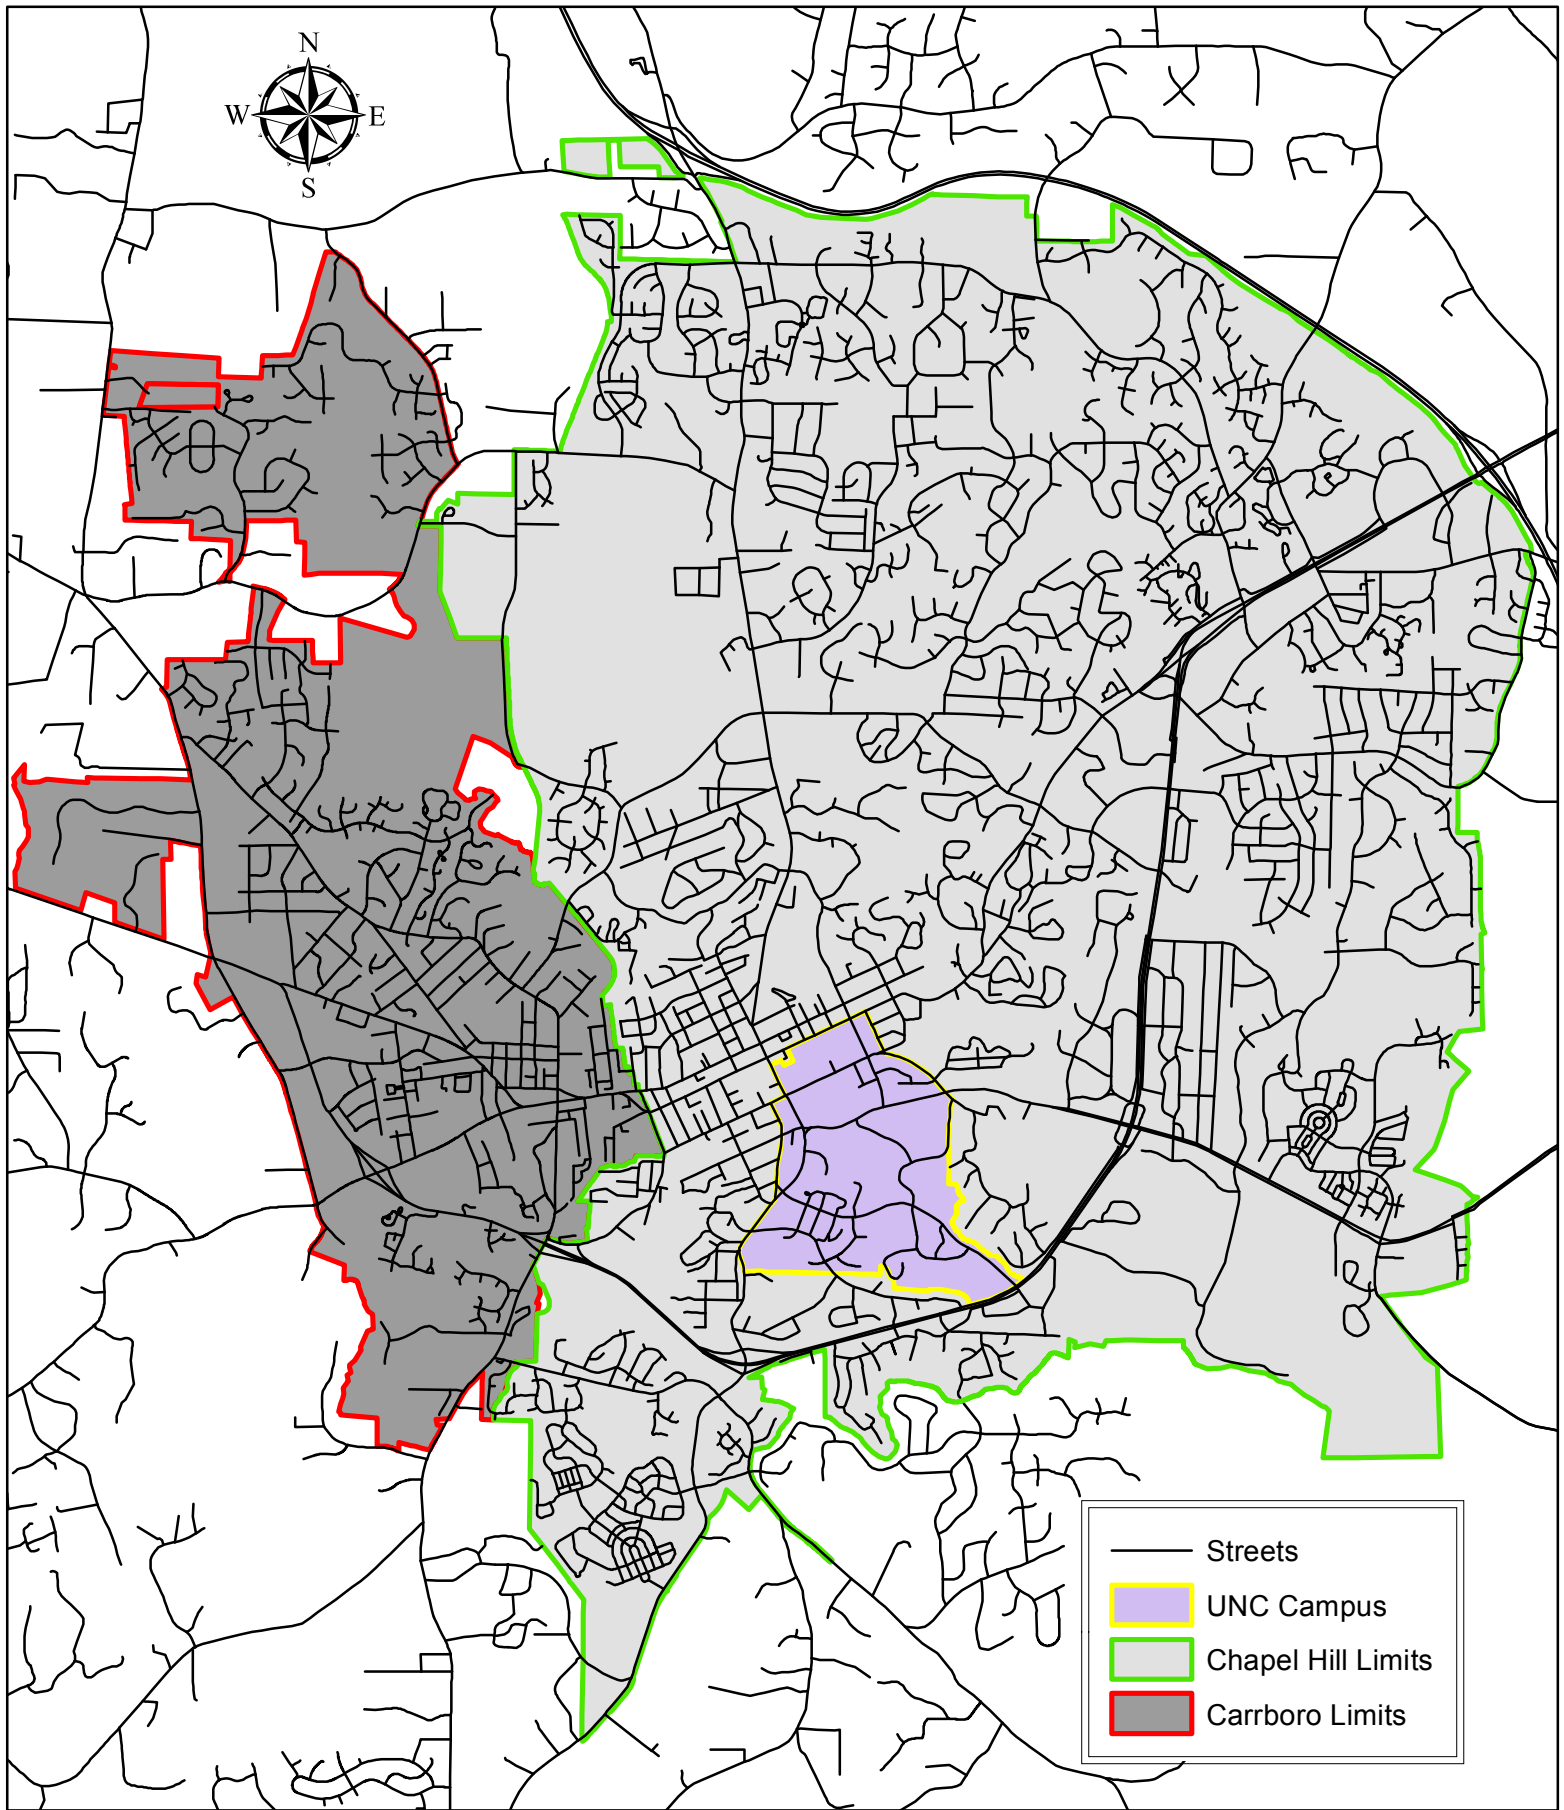 N
W E
S
Streets
UNC Campus
Chapel Hill Limits
Carrboro Limits